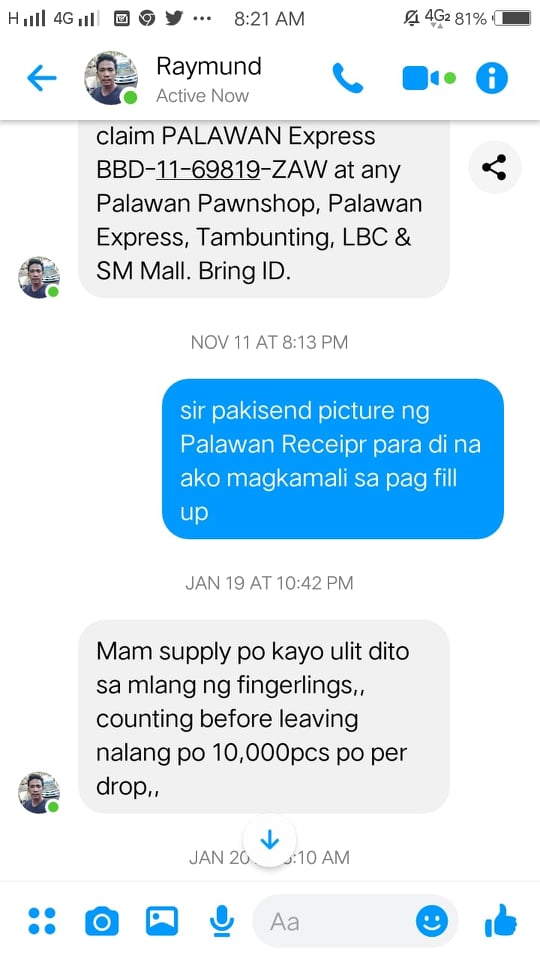 H 4G 8:21 AM 4G2 81%
Raymund
Active Now
claim PALAWAN Express
BBD-11-69819-ZAW at any
Palawan Pawnshop, Palawan
Express, Tambunting, LBC &
SM Mall. Bring ID.
NOV 11 AT 8:13 PM
sir pakisend picture ng
Palawan Receipr para di na
ako magkamali sa pag fill
up
JAN 19 AT 10:42 PM
Mam supply po kayo ulit dito
sa mlang ng fingerlings,,
counting before leaving
nalang po 10,000pcs po per
drop,,
JAN 20 :10 AM
Aa